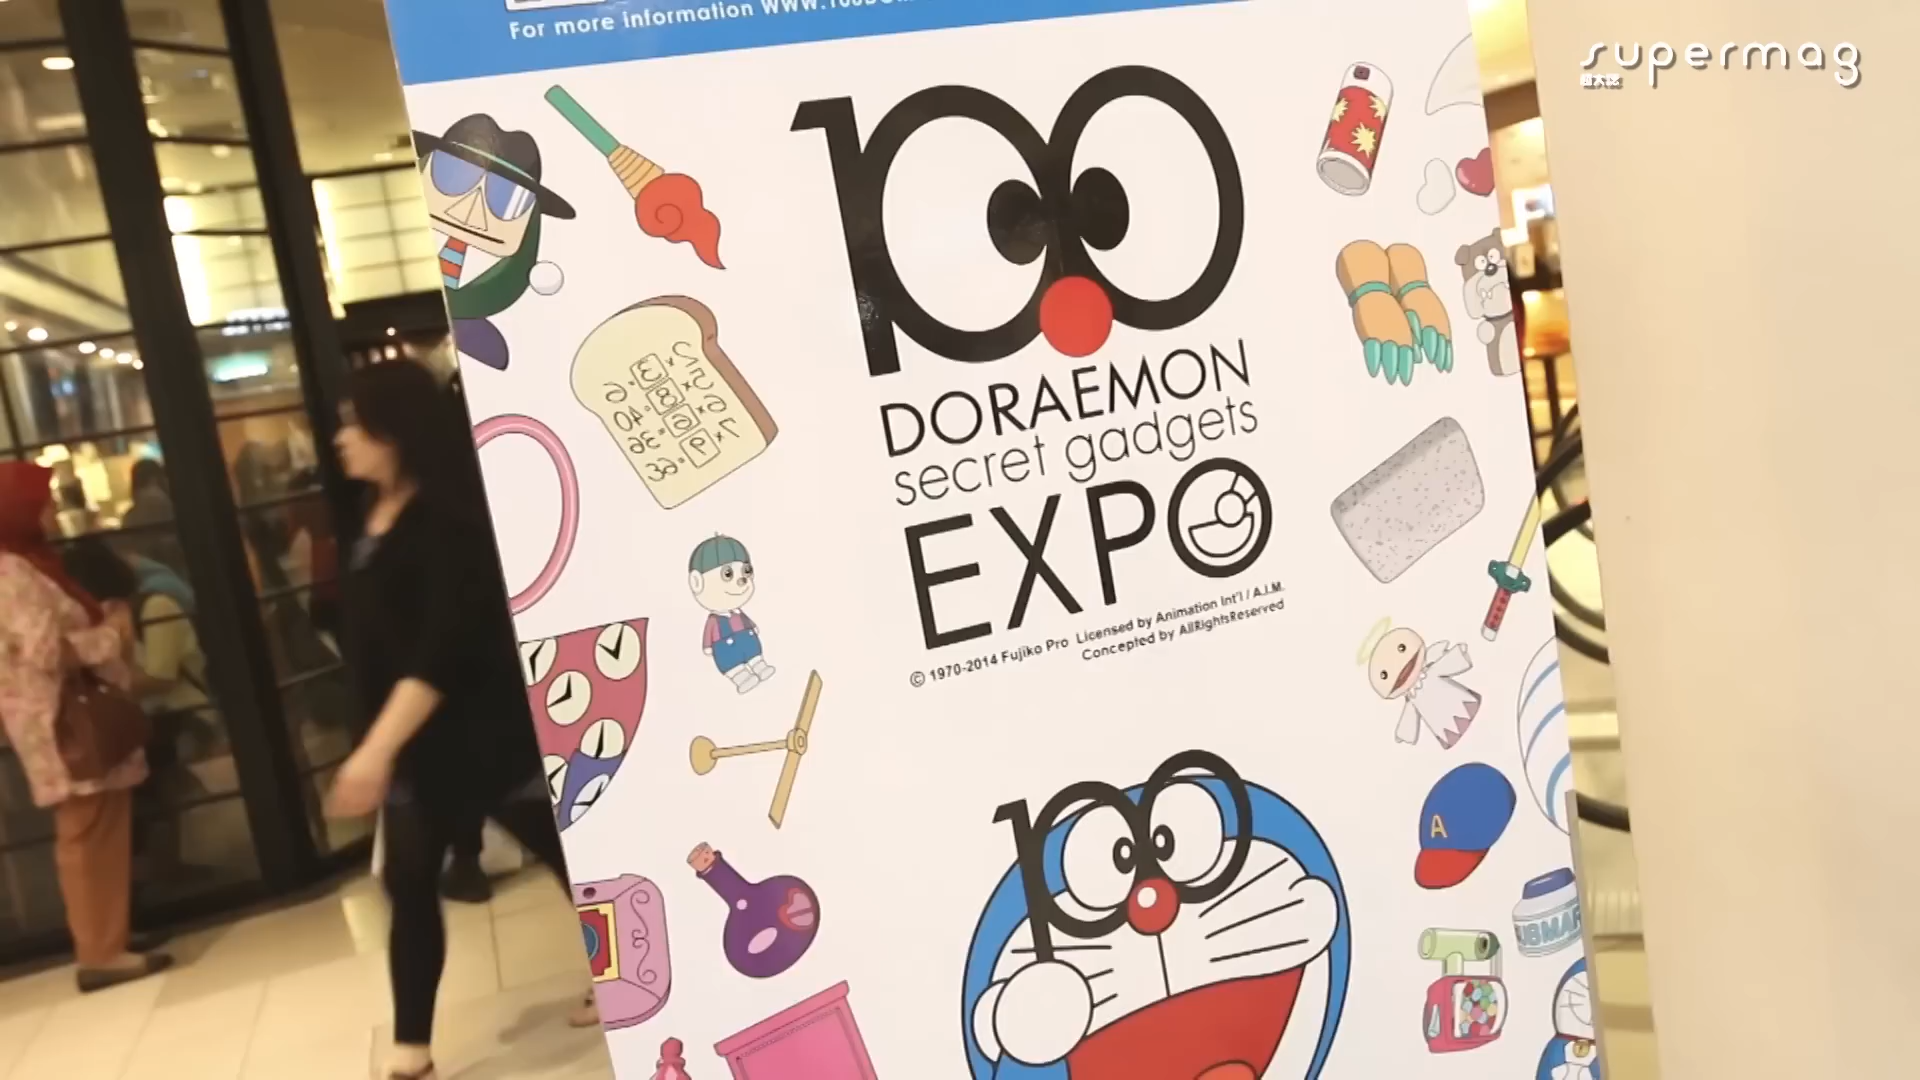 For more information
supermag
100
DORAEMON
secret gadgets
EXPO
© 1970-2014 Fujiko Pro Licensed by Animation Int'l / A.I.M.
Concepted by AllRightsReserved
100
A